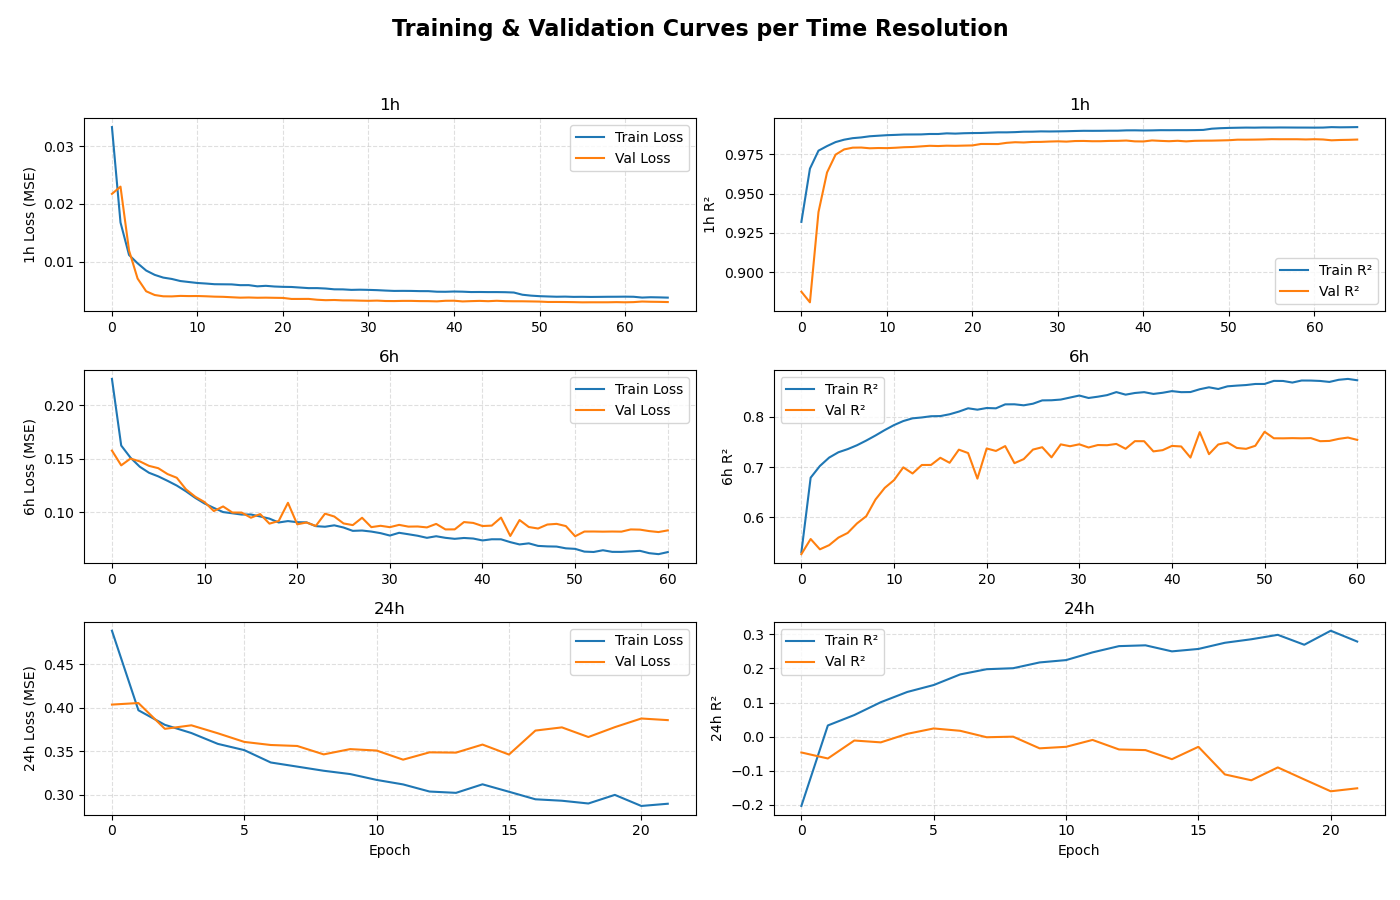 Training & Validation Curves per Time Resolution
1h
1h Loss (MSE)
0.03
0.02
0.01
Train Loss
Val Loss
0 10 20 30 40 50 60
1h
1h R²
0.975
0.950
0.925
0.900
Train R²
Val R²
0 10 20 30 40 50 60
6h
6h Loss (MSE)
0.20
0.15
0.10
Train Loss
Val Loss
0 10 20 30 40 50 60
6h
6h R²
0.8
0.7
0.6
Train R²
Val R²
0 10 20 30 40 50 60
24h
24h Loss (MSE)
0.45
0.40
0.35
0.30
Train Loss
Val Loss
0 5 10 15 20
Epoch
24h
24h R²
0.3
0.2
0.1
0.0
−0.1
−0.2
Train R²
Val R²
0 5 10 15 20
Epoch